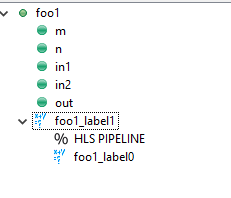 foo1
m
n
in1
in2
out
foo1_label1
% HLS PIPELINE
foo1_label0